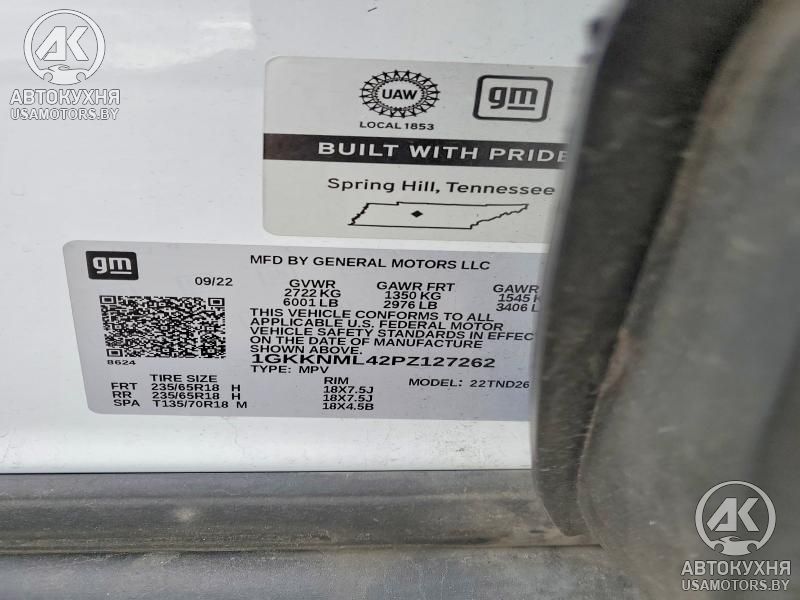 AK
АВТОКУХНЯ
USAMOTORS.BY
UAW
gm
LOCAL 1853
BUILT WITH PRIDE
Spring Hill, Tennessee
gm
MFD BY GENERAL MOTORS LLC
09/22
GVWR GAWR FRT GAWR
2722 KG 1350 KG 1545
6001 LB 2976 LB 3406
THIS VEHICLE CONFORMS TO ALL
APPLICABLE U.S. FEDERAL MOTOR
VEHICLE SAFETY STANDARDS IN EFFECT
ON THE DATE OF MANUFACTURE
SHOWN ABOVE.
1GKKNML42PZ127262
8624
TYPE: MPV MODEL: 22TND26
TIRE SIZE RIM
FRT 235/65R18 H 18X7.5J
RR 235/65R18 H 18X7.5J
SPA T135/70R18 M 18X4.5B
AK
АВТОКУХНЯ
USAMOTORS.BY